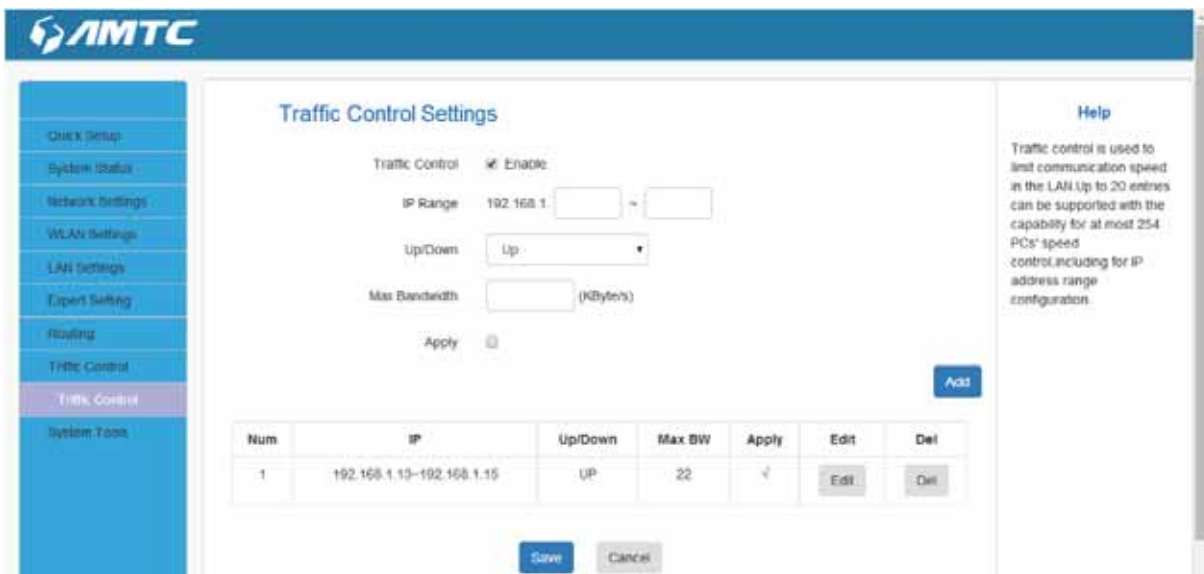 AMTC
Quick Setup
System Status
Network Settings
WLAN Settings
LAN Settings
Expert Setting
Routing
Triffic Control
Triffic Control
System Tools
Traffic Control Settings
Traffic Control Enable
IP Range 192.168.1. ~
Up/Down Up
Max Bandwidth (KByte/s)
Apply
Add
Num IP Up/Down Max BW Apply Edit Del
1 192.168.1.13~192.168.1.15 UP 22 √ Edit Del
Save Cancel
Help
Traffic control is used to
limit communication speed
in the LAN.Up to 20 entries
can be supported with the
capability for at most 254
PCs' speed
control,including for IP
address range
configuration.